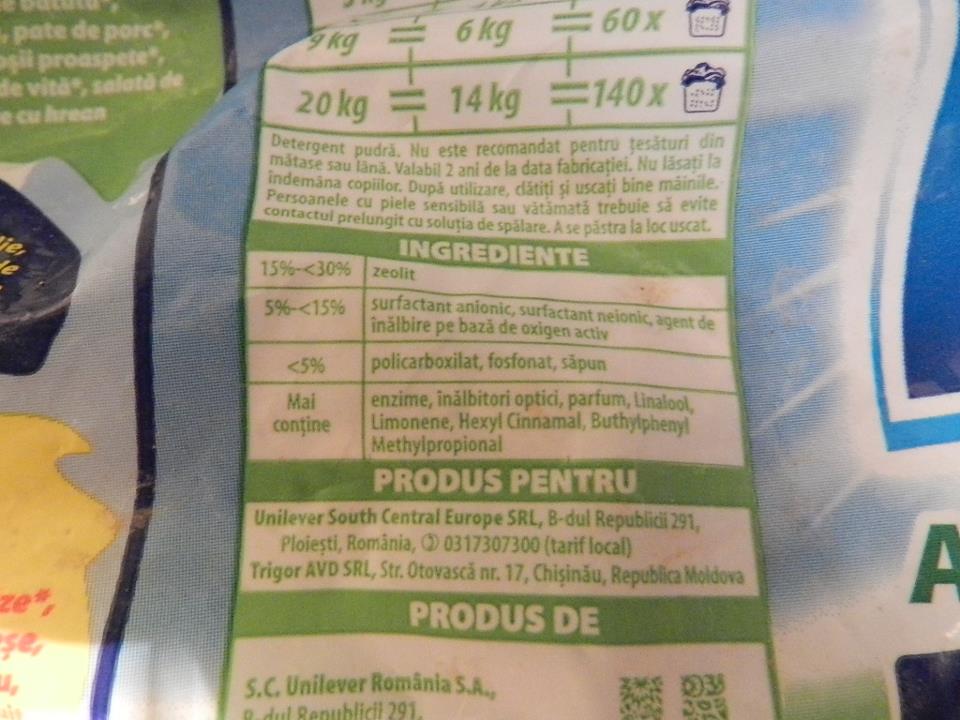 pate de porc*,
proaspete*,
de vită*, salată de
e cu hrean
9 kg = 6 kg = 60 x
20 kg = 14 kg = 140 x
Detergent pudră. Nu este recomandat pentru țesături din
mătase sau lână. Valabil 2 ani de la data fabricației. Nu lăsați la
îndemâna copiilor. După utilizare, clătiți și uscați bine mâinile.
Persoanele cu piele sensibilă sau vătămată trebuie să evite
contactul prelungit cu soluția de spălare. A se păstra la loc uscat.
INGREDIENTE
15%-<30% zeolit
5%-<15% surfactant anionic, surfactant neionic, agent de
înălbire pe bază de oxigen activ
<5% policarboxilat, fosfonat, săpun
Mai conține
enzime, înălbitori optici, parfum, Linalool,
Limonene, Hexyl Cinnamal, Buthylphenyl
Methylpropional
PRODUS PENTRU
Unilever South Central Europe SRL, B-dul Republicii 291,
Ploiești, România, 0317307300 (tarif local)
Trigor AVD SRL, Str. Otovască nr. 17, Chișinău, Republica Moldova
PRODUS DE
S.C. Unilever România S.A.,
B-dul Republicii 291,
A